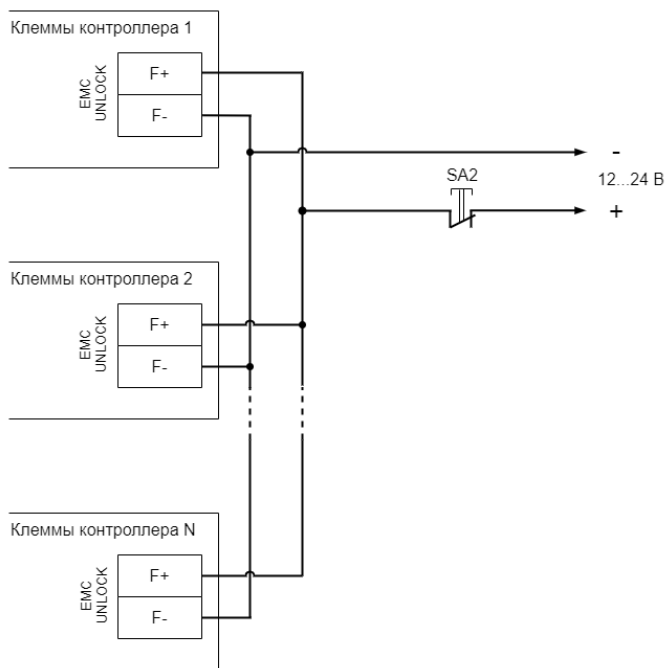 Клеммы контроллера 1
EMC
UNLOCK
F+
F-
-
12...24 В
SA2
+
Клеммы контроллера 2
EMC
UNLOCK
F+
F-
Клеммы контроллера N
EMC
UNLOCK
F+
F-